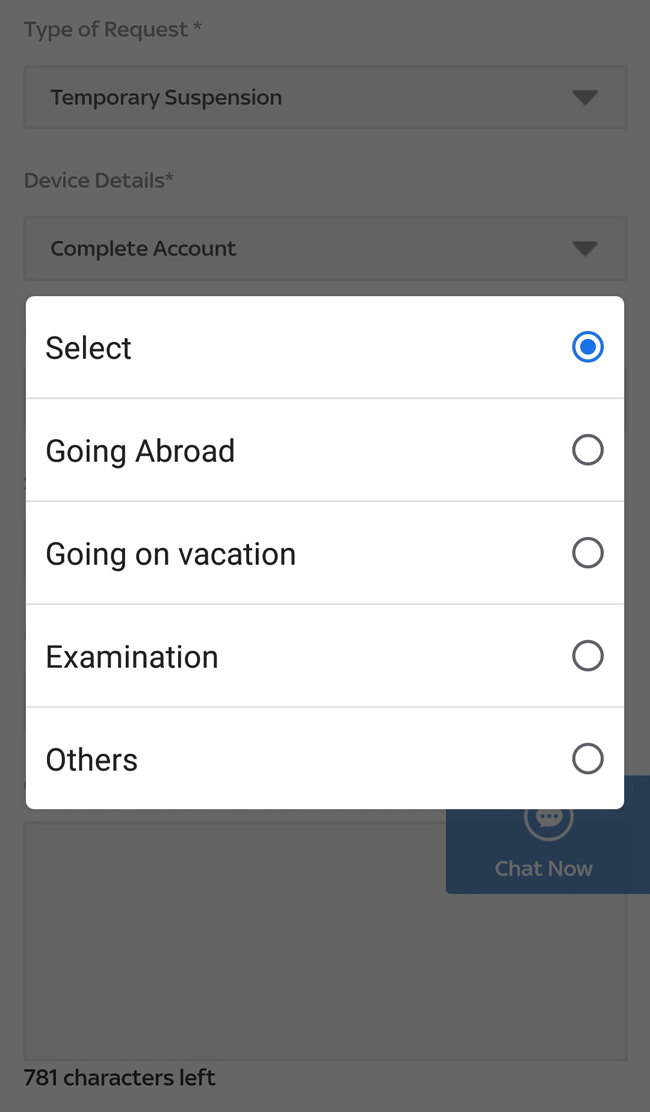 Type of Request *
Temporary Suspension
Device Details*
Complete Account
Select
Going Abroad
Going on vacation
Examination
Others
Chat Now
781 characters left